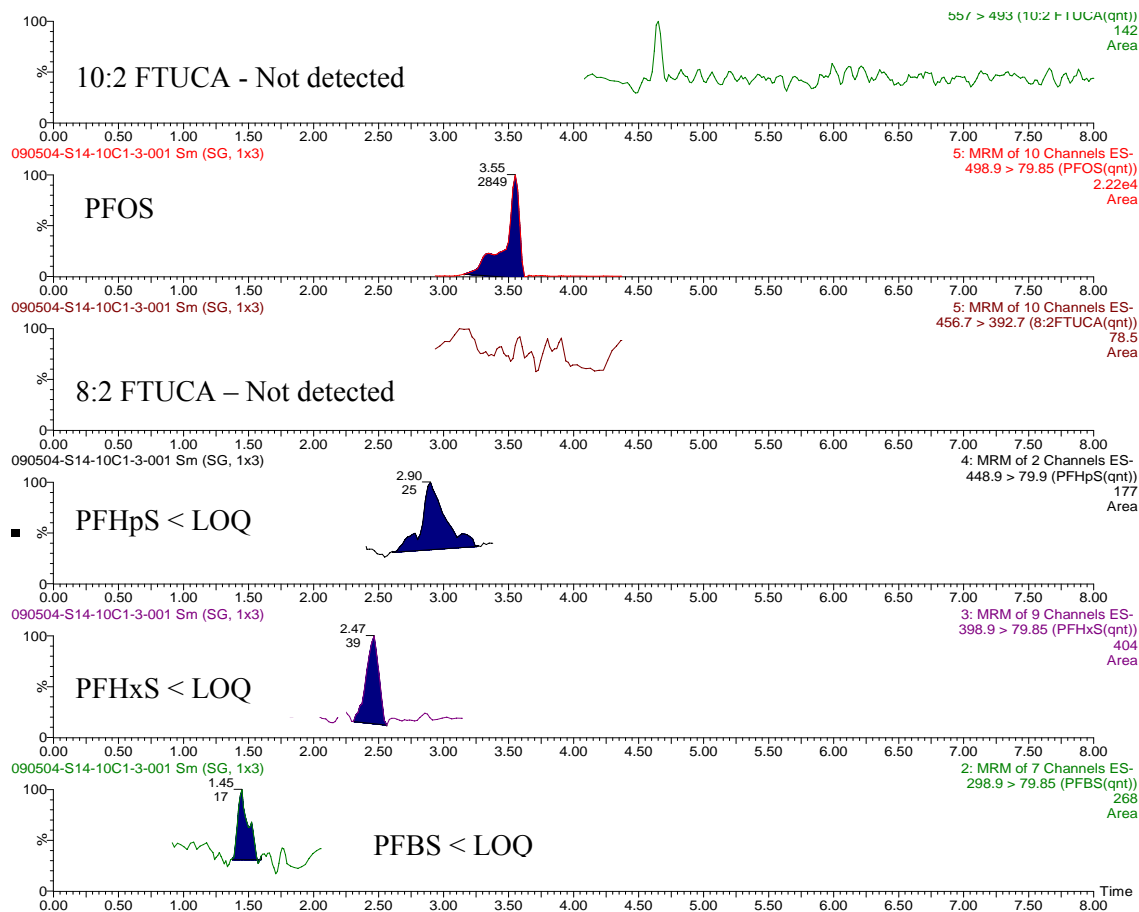 557 > 493 (10:2 FTUCA(qnt))
142
Area
100
%
0
10:2 FTUCA - Not detected
0.00 0.50 1.00 1.50 2.00 2.50 3.00 3.50 4.00 4.50 5.00 5.50 6.00 6.50 7.00 7.50 8.00
090504-S14-10C1-3-001 Sm (SG, 1x3)
5: MRM of 10 Channels ES-
498.9 > 79.85 (PFOS(qnt))
2.22e4
Area
100
%
0
3.55
2849
PFOS
0.00 0.50 1.00 1.50 2.00 2.50 3.00 3.50 4.00 4.50 5.00 5.50 6.00 6.50 7.00 7.50 8.00
090504-S14-10C1-3-001 Sm (SG, 1x3)
5: MRM of 10 Channels ES-
456.7 > 392.7 (8:2FTUCA(qnt))
78.5
Area
100
%
0
8:2 FTUCA – Not detected
0.00 0.50 1.00 1.50 2.00 2.50 3.00 3.50 4.00 4.50 5.00 5.50 6.00 6.50 7.00 7.50 8.00
090504-S14-10C1-3-001 Sm (SG, 1x3)
4: MRM of 2 Channels ES-
448.9 > 79.9 (PFHpS(qnt))
177
Area
100
%
0
2.90
25
PFHpS < LOQ
0.00 0.50 1.00 1.50 2.00 2.50 3.00 3.50 4.00 4.50 5.00 5.50 6.00 6.50 7.00 7.50 8.00
090504-S14-10C1-3-001 Sm (SG, 1x3)
3: MRM of 9 Channels ES-
398.9 > 79.85 (PFHxS(qnt))
404
Area
100
%
0
2.47
39
PFHxS < LOQ
0.00 0.50 1.00 1.50 2.00 2.50 3.00 3.50 4.00 4.50 5.00 5.50 6.00 6.50 7.00 7.50 8.00
090504-S14-10C1-3-001 Sm (SG, 1x3)
2: MRM of 7 Channels ES-
298.9 > 79.85 (PFBS(qnt))
268
Area
100
%
0
1.45
17
PFBS < LOQ
Time
0.00 0.50 1.00 1.50 2.00 2.50 3.00 3.50 4.00 4.50 5.00 5.50 6.00 6.50 7.00 7.50 8.00